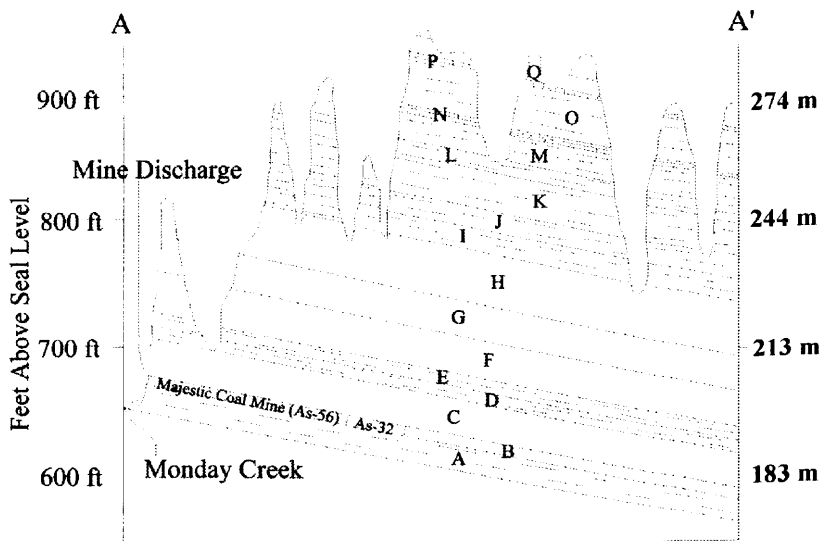 A A'
P
Q
900 ft 274 m
N O
L M
Mine Discharge
K
800 ft J 244 m
I
H
G
700 ft F 213 m
E
D
Majestic Coal Mine (As-56) As-32
C
B
A
Monday Creek
600 ft 183 m
Feet Above Seal Level